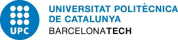 UPC
UNIVERSITAT POLITÈCNICA
DE CATALUNYA
BARCELONATECH